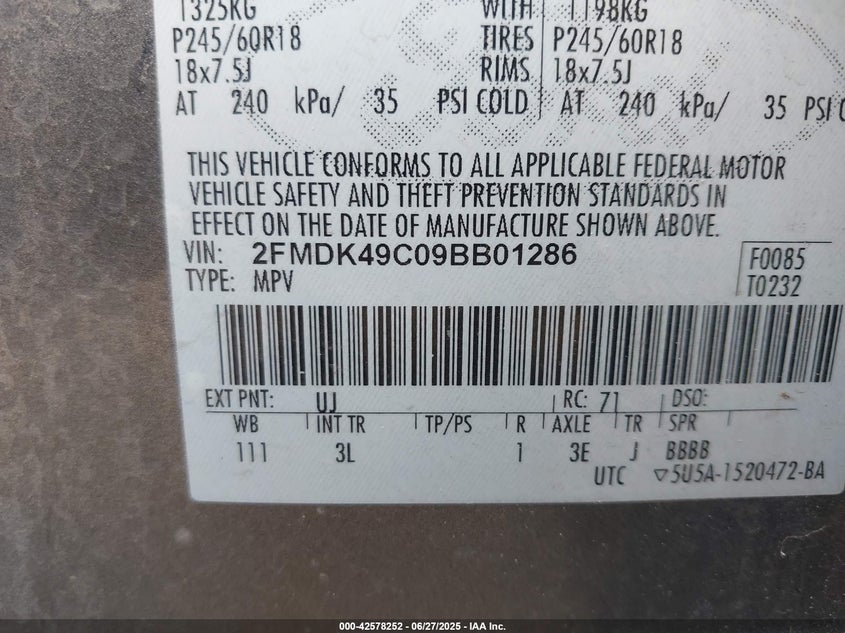 1325KG WITH 1198KG
P245/60R18 TIRES P245/60R18
18x7.5J RIMS 18x7.5J
AT 240 kPa/ 35 PSI COLD AT 240 kPa/ 35 PSI
THIS VEHICLE CONFORMS TO ALL APPLICABLE FEDERAL MOTOR
VEHICLE SAFETY AND THEFT PREVENTION STANDARDS IN
EFFECT ON THE DATE OF MANUFACTURE SHOWN ABOVE.
VIN: 2FMDK49C09BB01286
F0085
TYPE: MPV
T0232
EXT PNT: UJ RC: 71 DSO:
WB INT TR TP/PS R AXLE TR SPR
111 3L 1 3E J BBBB
UTC ▽5U5A-1520472-BA
000-42578252 - 06/27/2025 - IAA Inc.